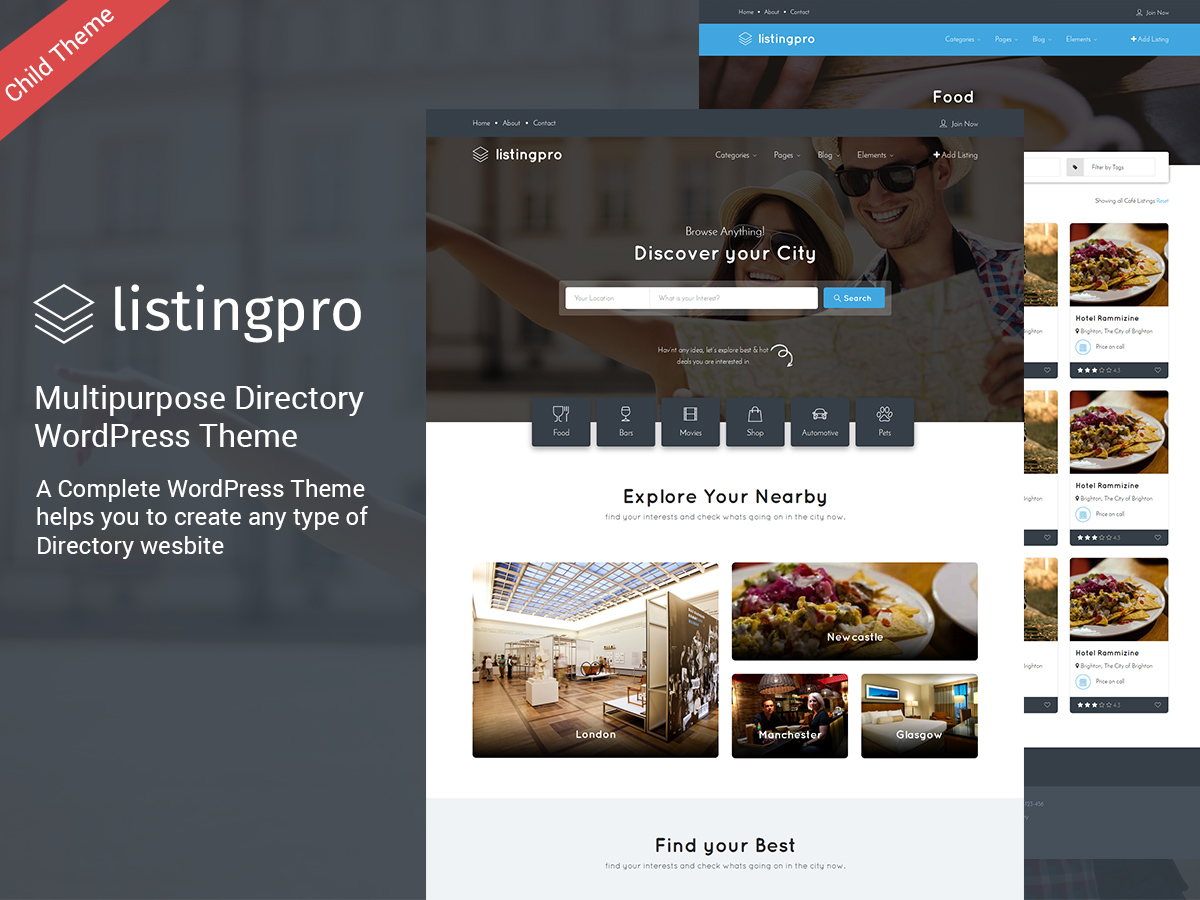 Child Theme
listingpro
Multipurpose Directory
WordPress Theme
A Complete WordPress Theme
helps you to create any type of
Directory wesbite
Home • About • Contact
Join Now
listingpro
Categories
Pages
Blog
Elements
Add Listing
Food
Filter by Tags
Showing all Café Listings Reset
Hotel Rammizine
Brighton, The City of Brighton
Price on call
4.3
Hotel Rammizine
Brighton, The City of Brighton
Price on call
4.3
Hotel Rammizine
Brighton, The City of Brighton
Price on call
4.3
Home • About • Contact
Join Now
listingpro
Categories
Pages
Blog
Elements
Add Listing
Browse Anything!
Discover your City
Your Location
What is your Interest?
Search
Hav'nt any idea, let's explore best & hot
deals you are interested in
Food
Bars
Movies
Shop
Automotive
Pets
Explore Your Nearby
find your interests and check whats going on in the city now.
London
Newcastle
Manchester
Glasgow
Find your Best
find your interests and check whats going on in the city now.